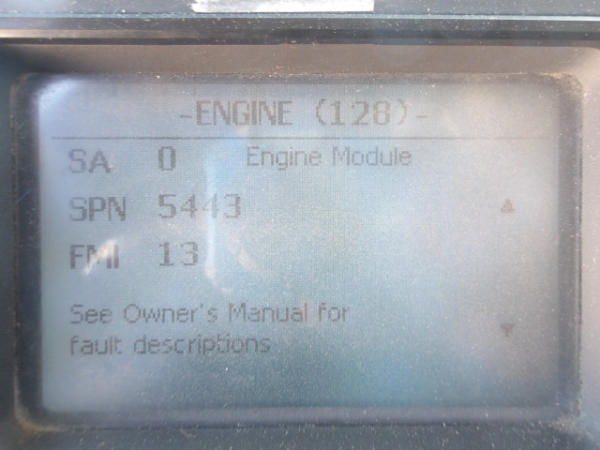 -ENGINE (128)-
SA 0 Engine Module
SPN 5443
FMI 13
See Owner's Manual for
fault descriptions